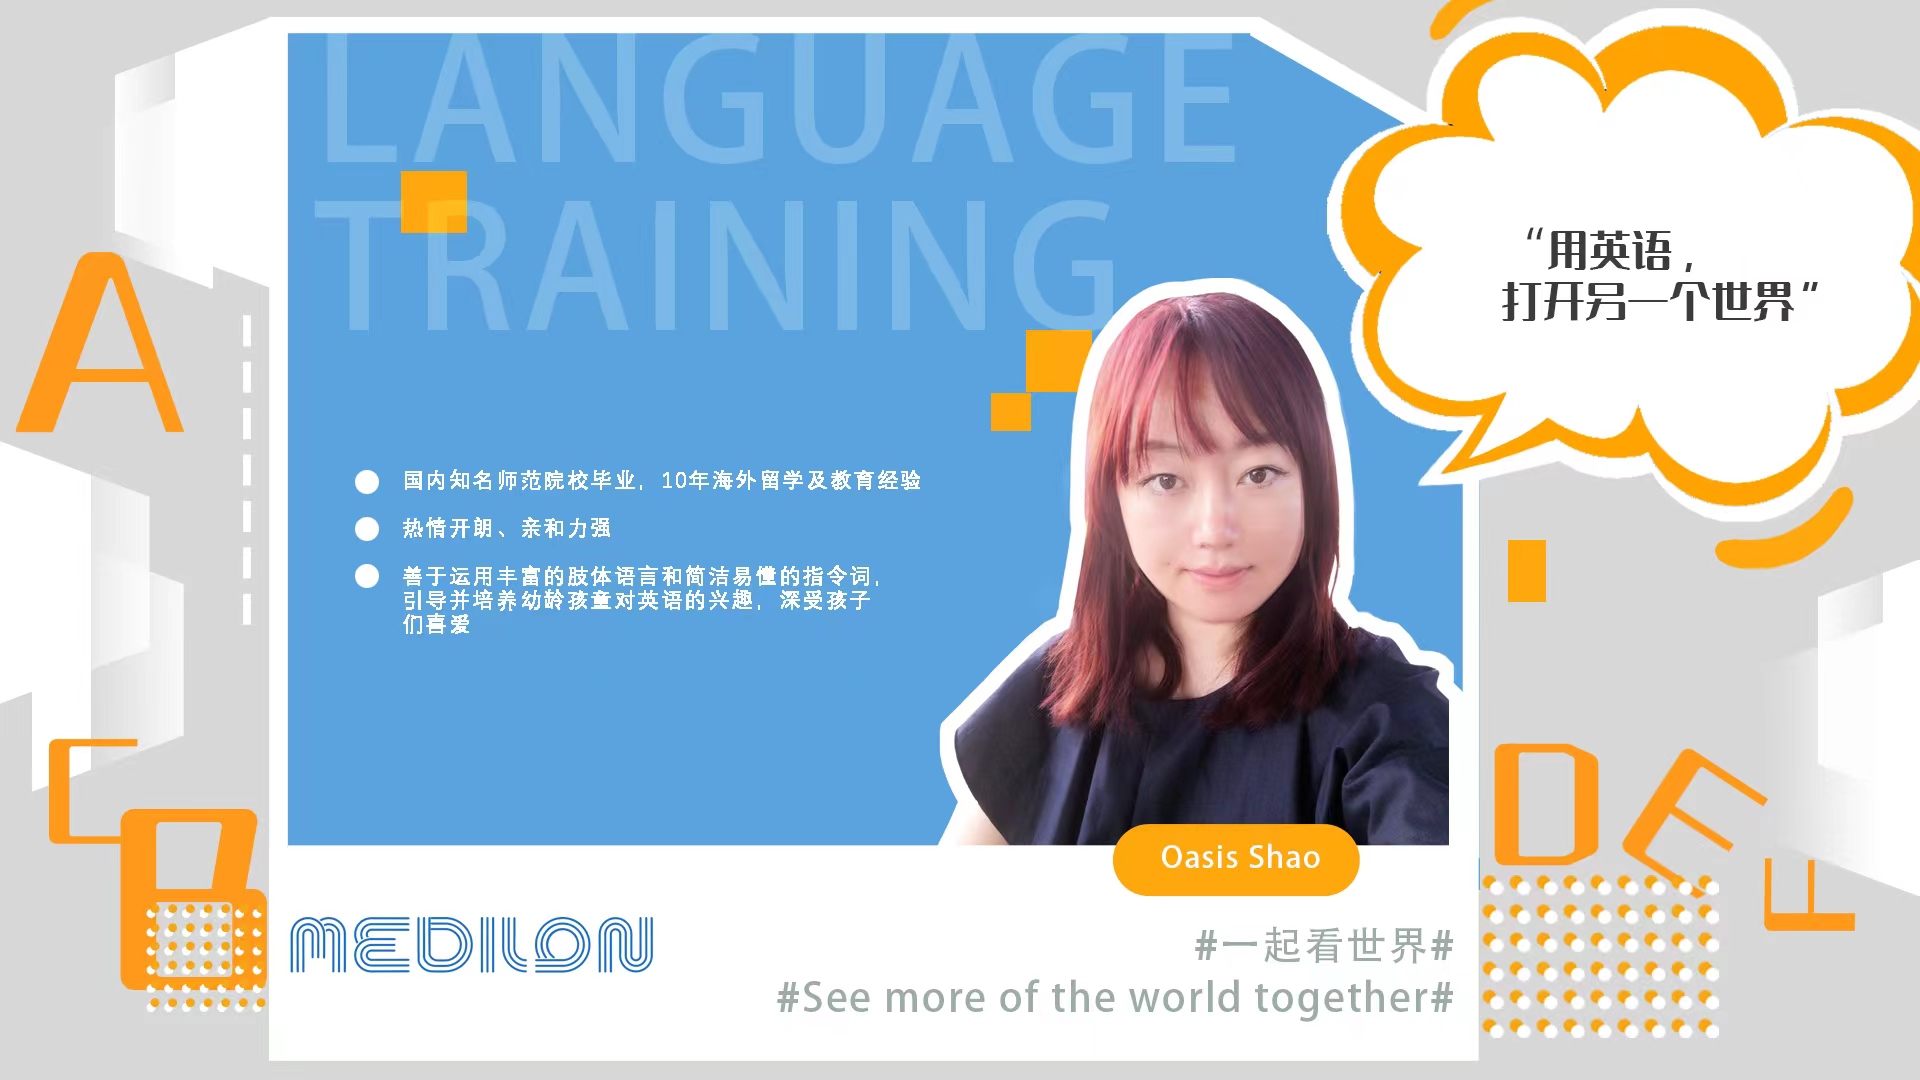 LANGUAGE
TRAINING
“用英语，
打开另一个世界”
国内知名师范院校毕业，10年海外留学及教育经验
热情开朗、亲和力强
善于运用丰富的肢体语言和简洁易懂的指令词，
引导并培养幼龄孩童对英语的兴趣，深受孩子
们喜爱
Oasis Shao
MEDILON
#一起看世界#
#See more of the world together#
A
C
B
D
E
F